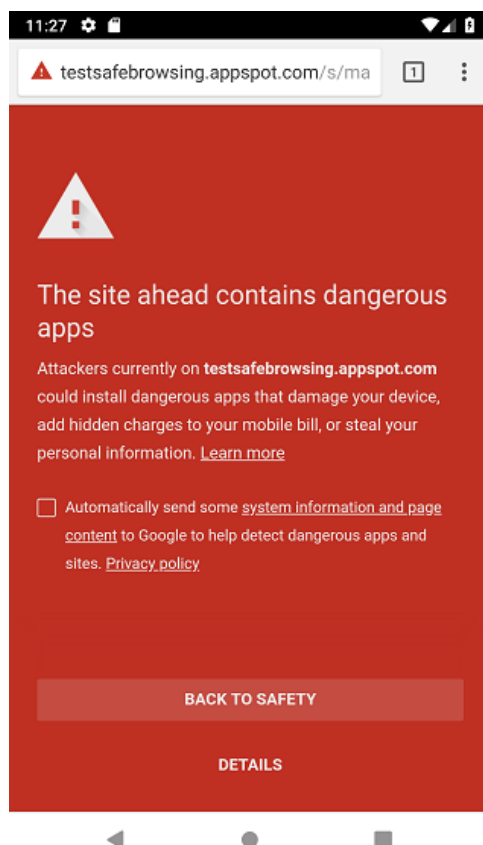 11:27
testsafebrowsing.appspot.com/s/ma
1
The site ahead contains dangerous
apps
Attackers currently on testsafebrowsing.appspot.com
could install dangerous apps that damage your device,
add hidden charges to your mobile bill, or steal your
personal information. Learn more
Automatically send some system information and page
content to Google to help detect dangerous apps and
sites. Privacy policy
BACK TO SAFETY
DETAILS